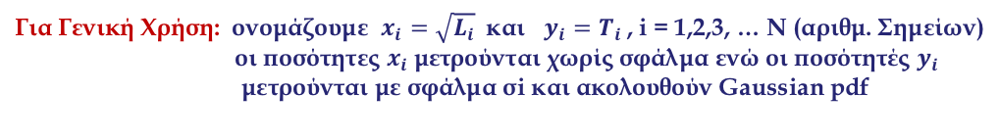 Για Γενική Χρήση: ονομάζουμε x_i = √L_i και y_i = T_i , i = 1,2,3, … N (αριθμ. Σημείων)
οι ποσότητες x_i μετρούνται χωρίς σφάλμα ενώ οι ποσότητές y_i
μετρούνται με σφάλμα σi και ακολουθούν Gaussian pdf